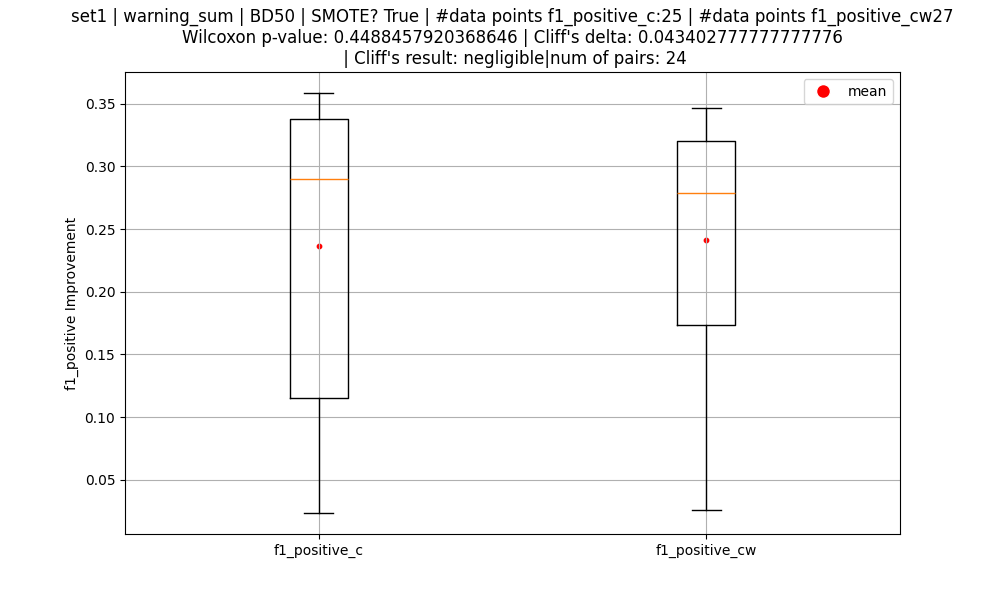 set1 | warning_sum | BD50 | SMOTE? True | #data points f1_positive_c:25 | #data points f1_positive_cw27
Wilcoxon p-value: 0.4488457920368646 | Cliff's delta: 0.043402777777777776
| Cliff's result: negligible|num of pairs: 24
mean
0.35
0.30
0.25
0.20
0.15
0.10
0.05
f1_positive Improvement
f1_positive_c
f1_positive_cw